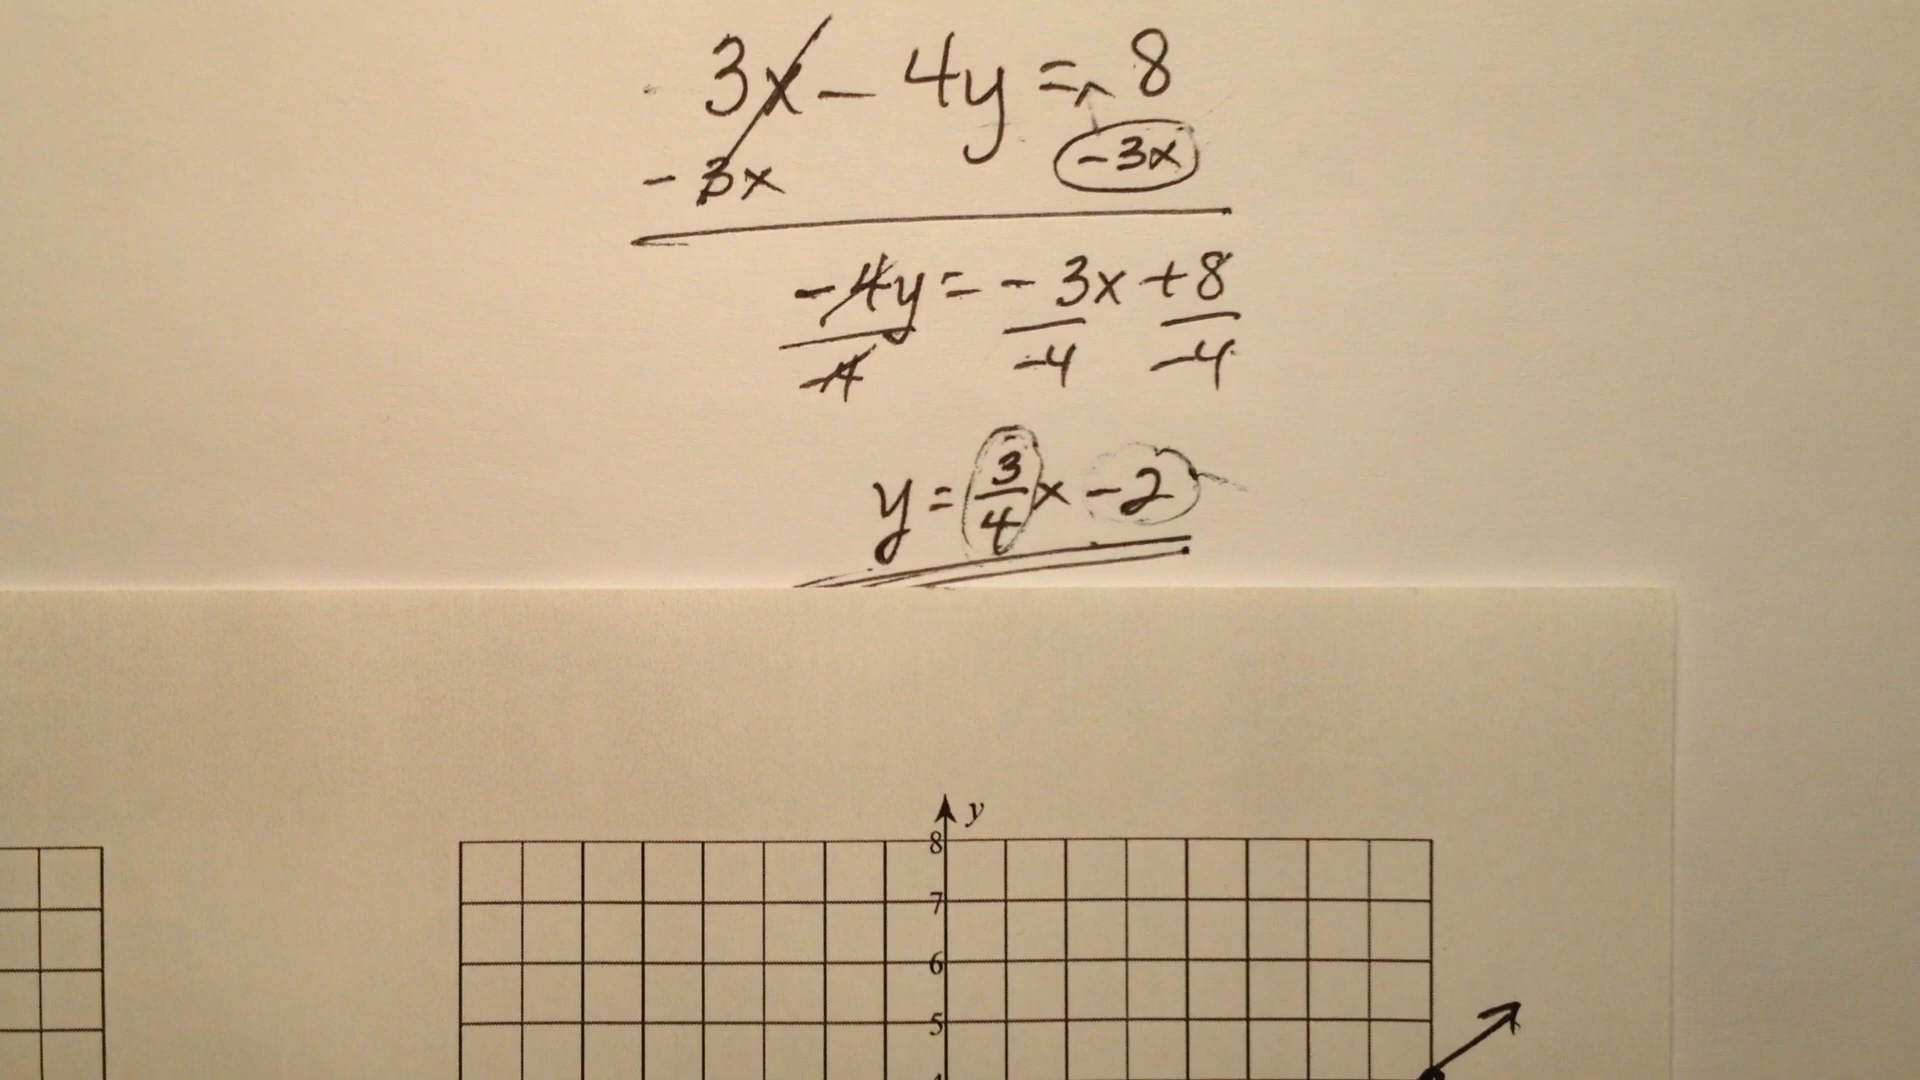 3x - 4y = 8
- 3x - 3x
-4y = - 3x + 8
-4 -4 -4
y = 3/4 x - 2
y
8
7
6
5